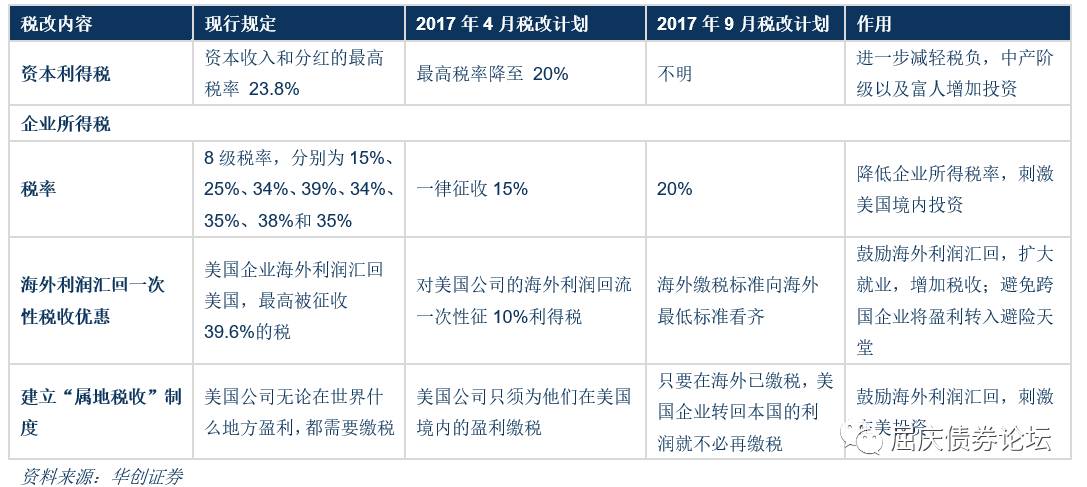 税改内容 现行规定 2017 年 4 月税改计划 2017 年 9 月税改计划 作用
资本利得税
资本收入和分红的最高
税率 23.8%
最高税率降至 20%
不明
进一步减轻税负，中产阶
级以及富人增加投资
企业所得税
税率
8 级税率，分别为 15%、
25%、34%、39%、34%、
35%、38%和 35%
一律征收 15%
20%
降低企业所得税率，刺激
美国境内投资
海外利润汇回一次
性税收优惠
美国企业海外利润汇回
美国，最高被征收
39.6%的税
对美国公司的海外利润回流
一次性征 10%利得税
海外缴税标准向海外
最低标准看齐
鼓励海外利润汇回，扩大
就业，增加税收；避免跨
国企业将盈利转入避险天
堂
建立“属地税收”制
度
美国公司无论在世界什
么地方盈利，都需要缴税
美国公司只须为他们在美国
境内的盈利缴税
只要在海外已缴税，美
国企业转回本国的利
润就不必再缴税
鼓励海外利润汇回，刺激
在美投资
屈庆债券论坛
资料来源：华创证券